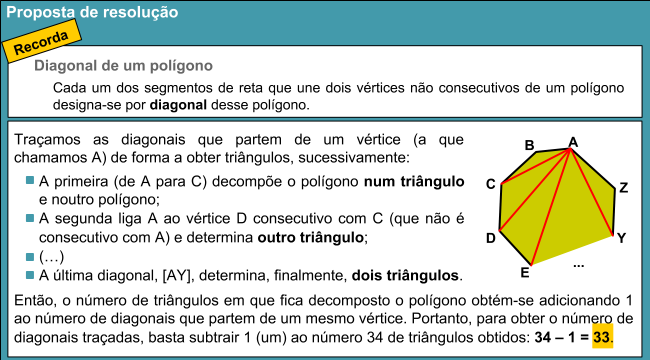 Proposta de resolução
Recorda
Diagonal de um polígono
Cada um dos segmentos de reta que une dois vértices não consecutivos de um polígono
designa-se por diagonal desse polígono.
Traçamos as diagonais que partem de um vértice (a que
chamamos A) de forma a obter triângulos, sucessivamente:
A primeira (de A para C) decompõe o polígono num triângulo
e noutro polígono;
A segunda liga A ao vértice D consecutivo com C (que não é
consecutivo com A) e determina outro triângulo;
(…)
A última diagonal, [AY], determina, finalmente, dois triângulos.
B
A
C
Z
D
Y
E
...
Então, o número de triângulos em que fica decomposto o polígono obtém-se adicionando 1
ao número de diagonais que partem de um mesmo vértice. Portanto, para obter o número de
diagonais traçadas, basta subtrair 1 (um) ao número 34 de triângulos obtidos: 34 – 1 = 33.